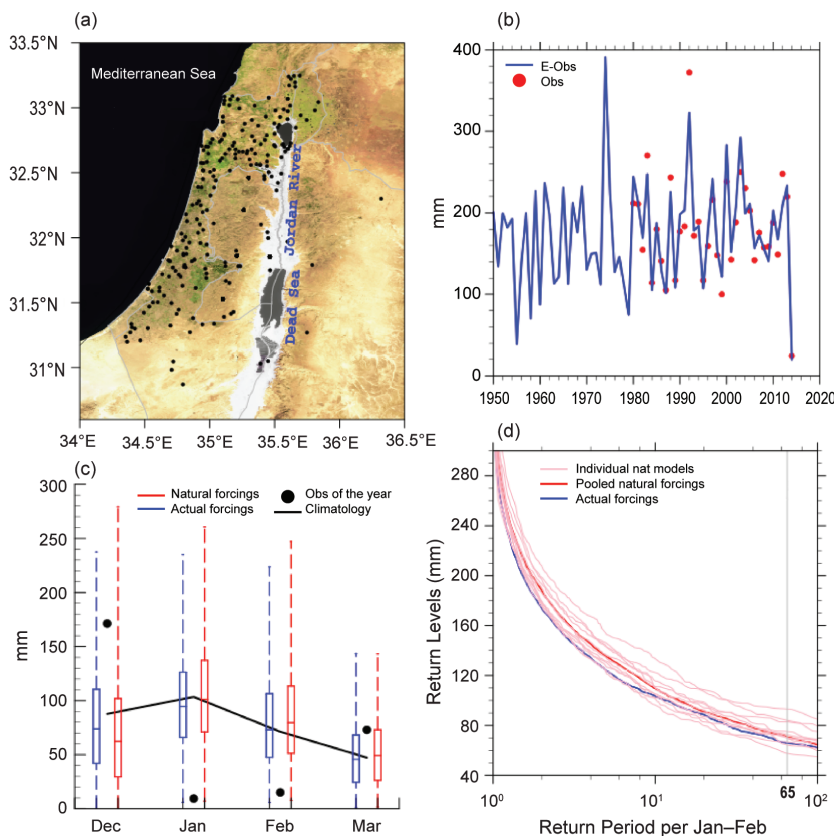 (a)
33.5°N
33°N
32.5°N
32°N
31.5°N
31°N
34°E
34.5°E
35°E
35.5°E
36°E
36.5°E
Mediterranean Sea
Jordan River
Dead Sea
(b)
400
300
200
100
0
mm
E-Obs
Obs
1950
1960
1970
1980
1990
2000
2010
2020
(c)
300
250
200
150
100
50
0
mm
Natural forcings
Actual forcings
Obs of the year
Climatology
Dec
Jan
Feb
Mar
(d)
280
240
200
160
120
80
40
Return Levels (mm)
Individual nat models
Pooled natural forcings
Actual forcings
10⁰
10¹
65
10²
Return Period per Jan–Feb